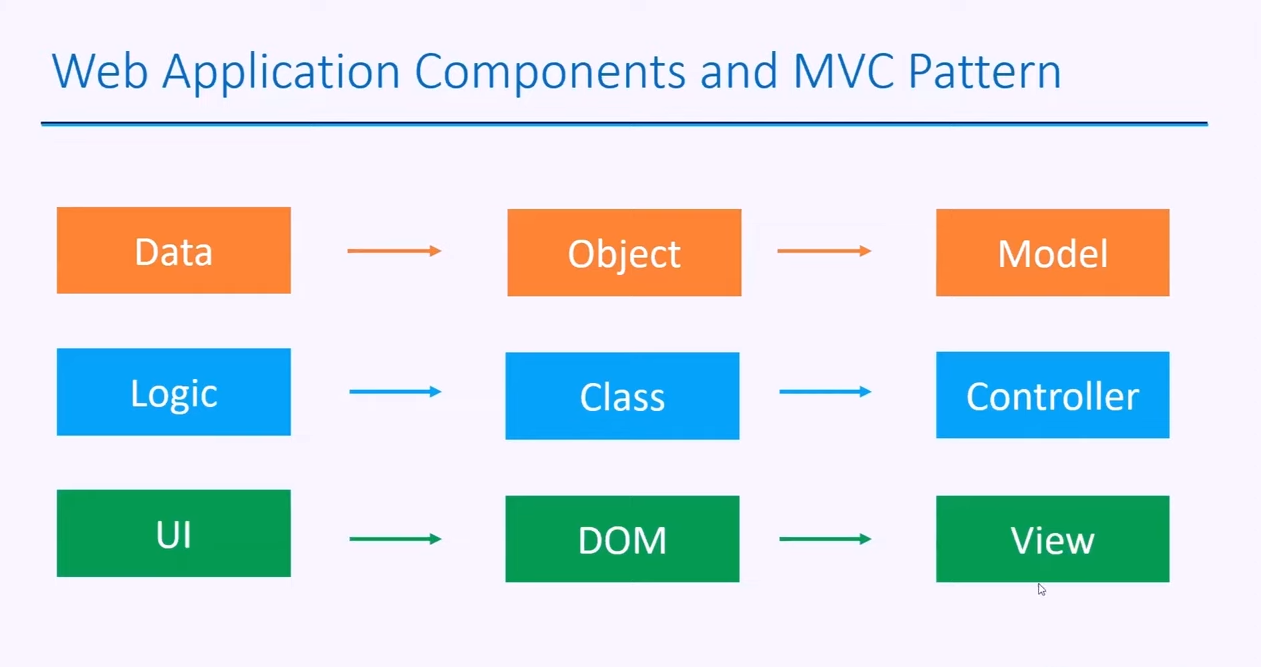 Web Application Components and MVC Pattern
Data
Object
Model
Logic
Class
Controller
UI
DOM
View